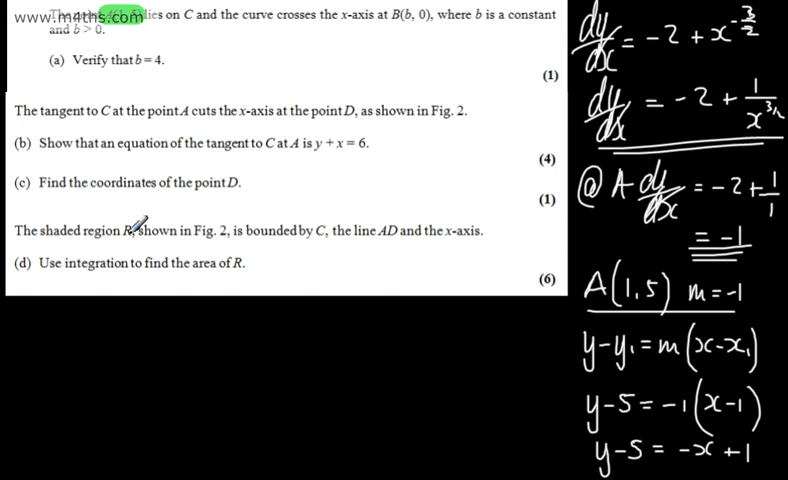 www.m4ths.com lies on C and the curve crosses the x-axis at B(b, 0), where b is a constant
and b > 0.
(a) Verify that b = 4.
(1)
The tangent to C at the point A cuts the x-axis at the point D, as shown in Fig. 2.
(b) Show that an equation of the tangent to C at A is y + x = 6.
(4)
(c) Find the coordinates of the point D.
(1)
The shaded region R, shown in Fig. 2, is bounded by C, the line AD and the x-axis.
(d) Use integration to find the area of R.
(6)
dy/dx = -2 + x^-3/2
dy/dx = -2 + 1/x^3/2
@ A dy/dx = -2 + 1/1
= -1
A(1,5) m = -1
y-y₁ = m(x-x₁)
y-5 = -1(x-1)
y-5 = -x +1